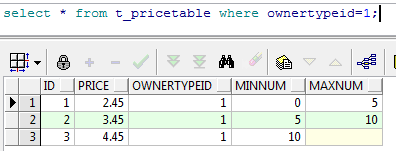 select * from t_pricetable where ownertypeid=1;
ID PRICE OWNERTYPEID MINNUM MAXNUM
1 1 2.45 1 0 5
2 2 3.45 1 5 10
3 3 4.45 1 10